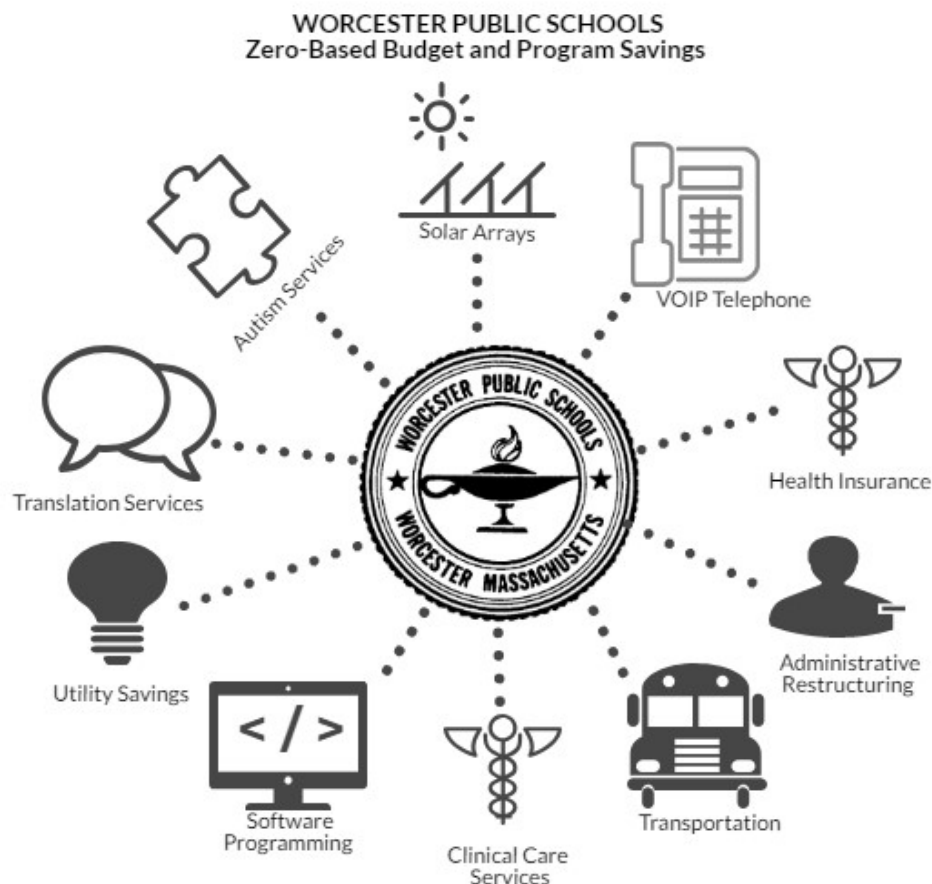 WORCESTER PUBLIC SCHOOLS
Zero-Based Budget and Program Savings
Solar Arrays
Autism Services
VOIP Telephone
WORCESTER PUBLIC SCHOOLS
WORCESTER MASSACHUSETTS
Translation Services
Health Insurance
Utility Savings
Administrative
Restructuring
</>
Software
Programming
Clinical Care
Services
Transportation